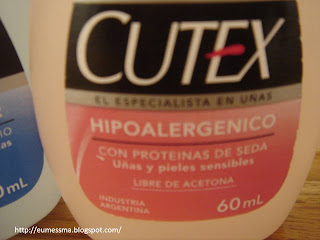 CUTEX
EL ESPECIALISTA EN UÑAS
HIPOALERGENICO
CON PROTEINAS DE SEDA
Uñas y pieles sensibles
LIBRE DE ACETONA
INDUSTRIA
ARGENTINA
60 mL
mL
http://eumessma.blogspot.com/